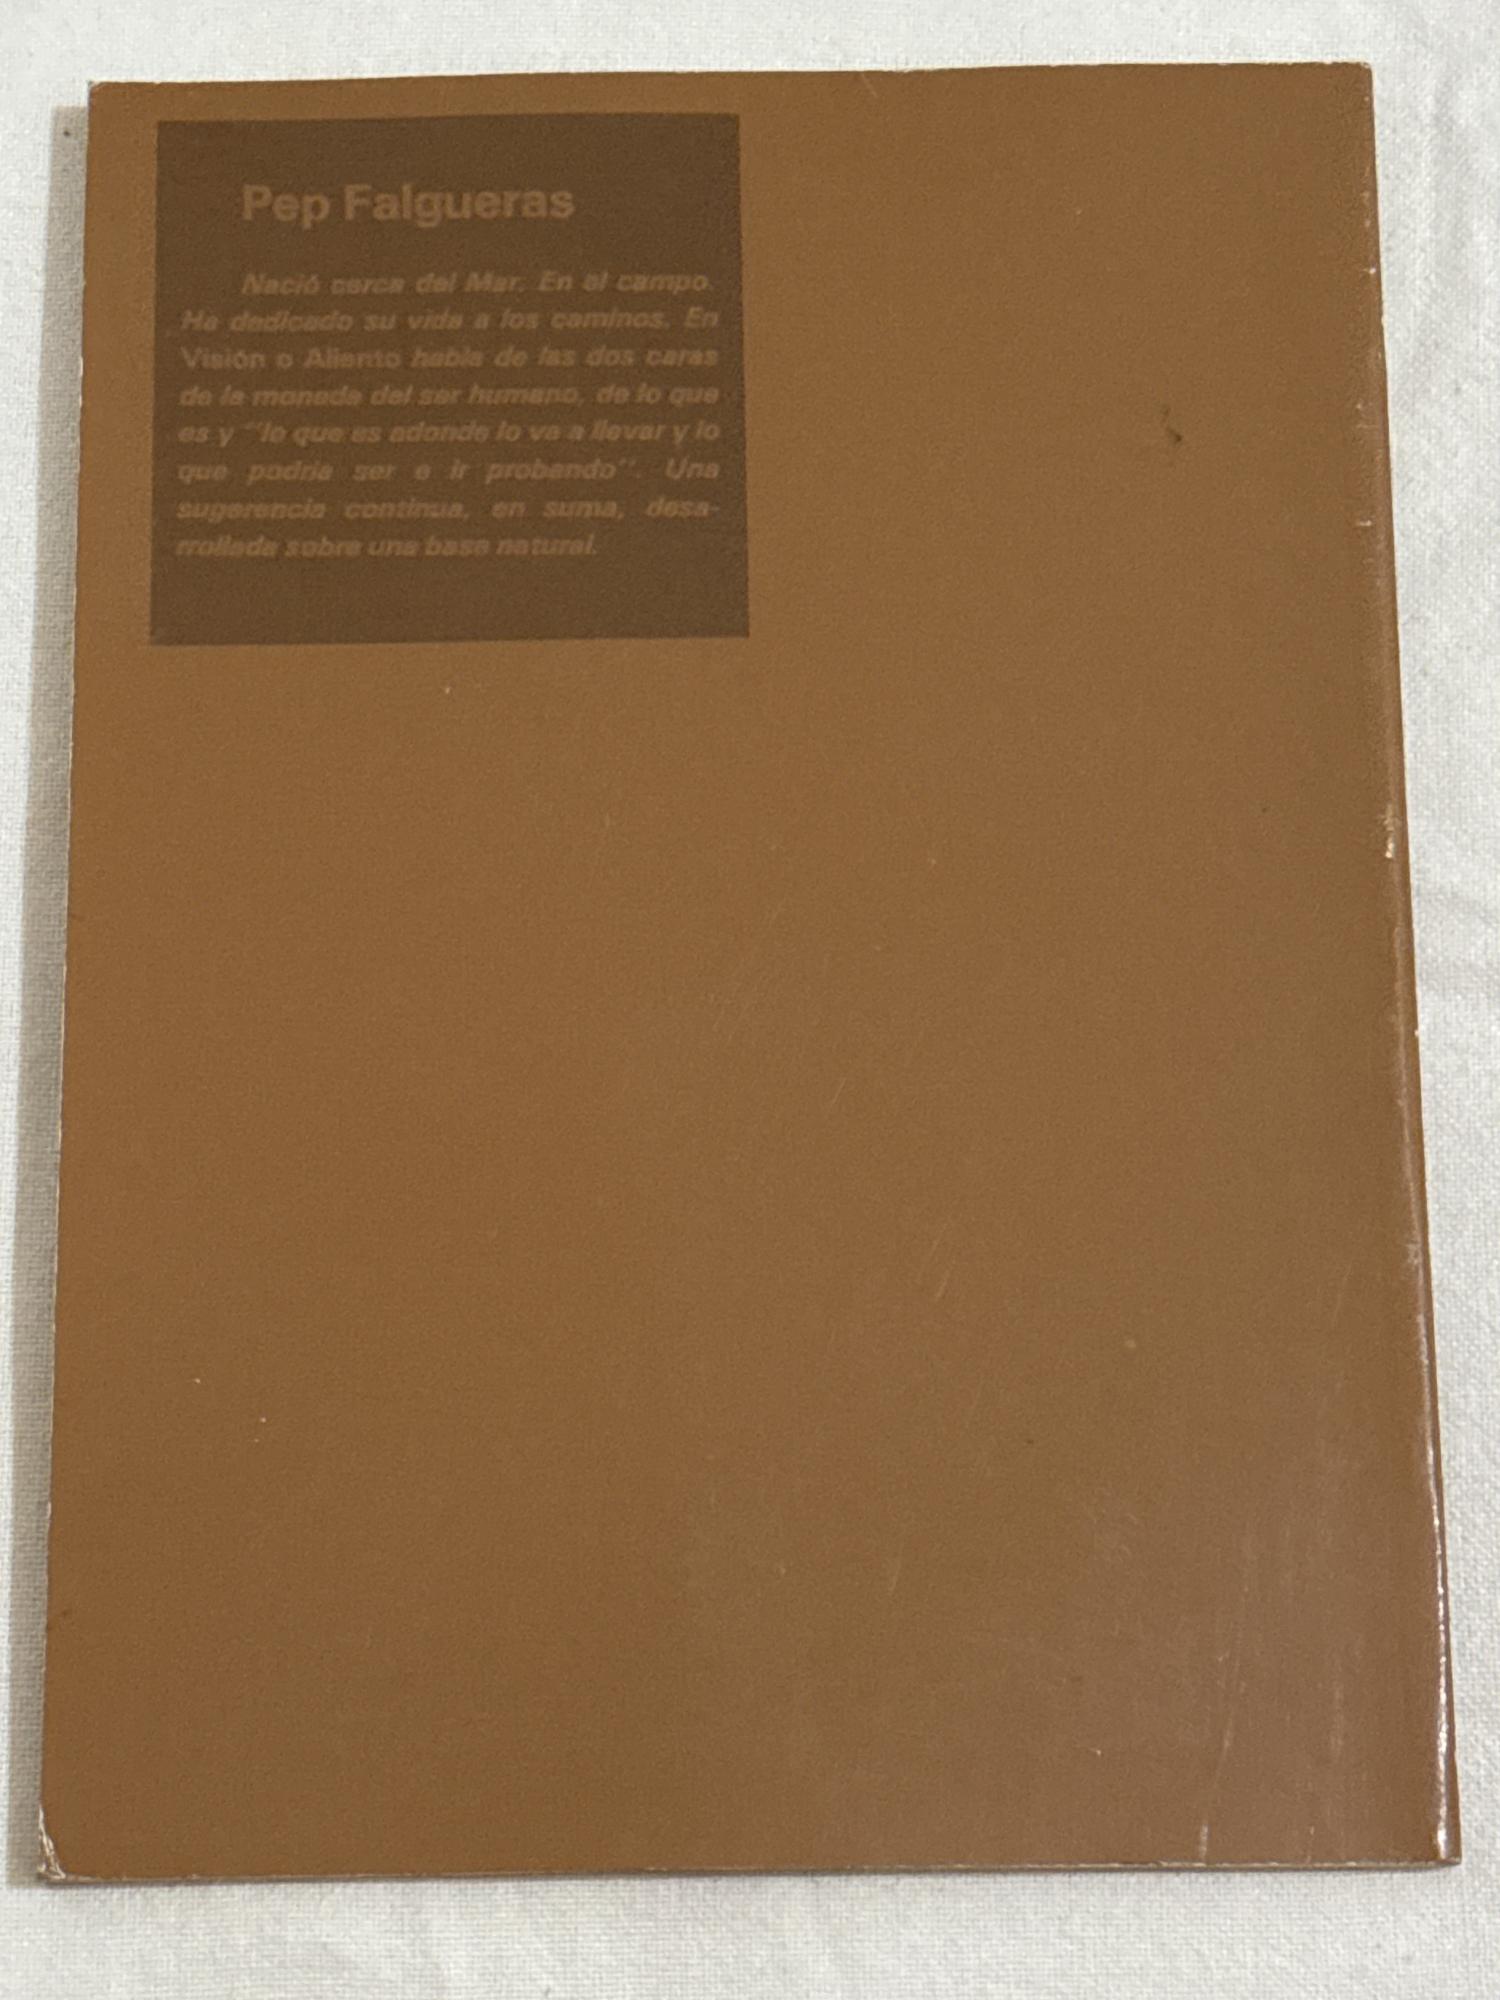 Pep Falgueras
Nació cerca del Mar. En el campo.
Ha dedicado su vida a los caminos. En
Visión o Aliento habla de las dos caras
de la moneda del ser humano, de lo que
es y "lo que es adonde lo va a llevar y lo
que podría ser e ir probando". Una
sugerencia continua, en suma, desa-
rrollada sobre una base natural.